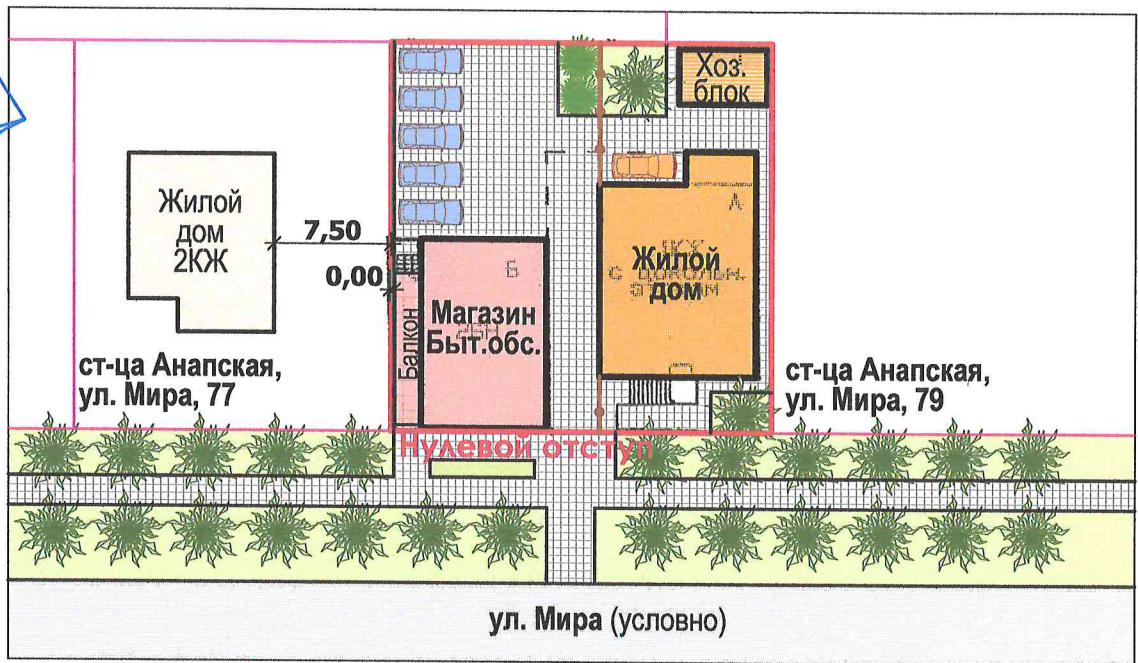 Хоз.
блок
Жилой
дом
2КЖ
7,50
0,00
Балкон
Б
Магазин
Быт.обс.
А
Жилой
дом
ст-ца Анапская,
ул. Мира, 77
ст-ца Анапская,
ул. Мира, 79
Нулевой отступ
ул. Мира (условно)